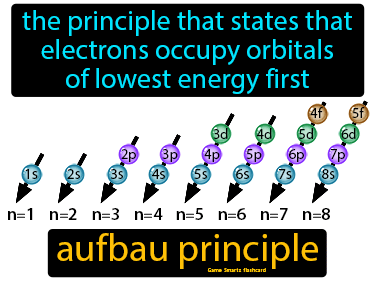 the principle that states that
electrons occupy orbitals
of lowest energy first
4f 5f
3d 4d 5d 6d
2p 3p 4p 5p 6p 7p
1s 2s 3s 4s 5s 6s 7s 8s
n=1 n=2 n=3 n=4 n=5 n=6 n=7 n=8
aufbau principle
Game Smartz flashcard